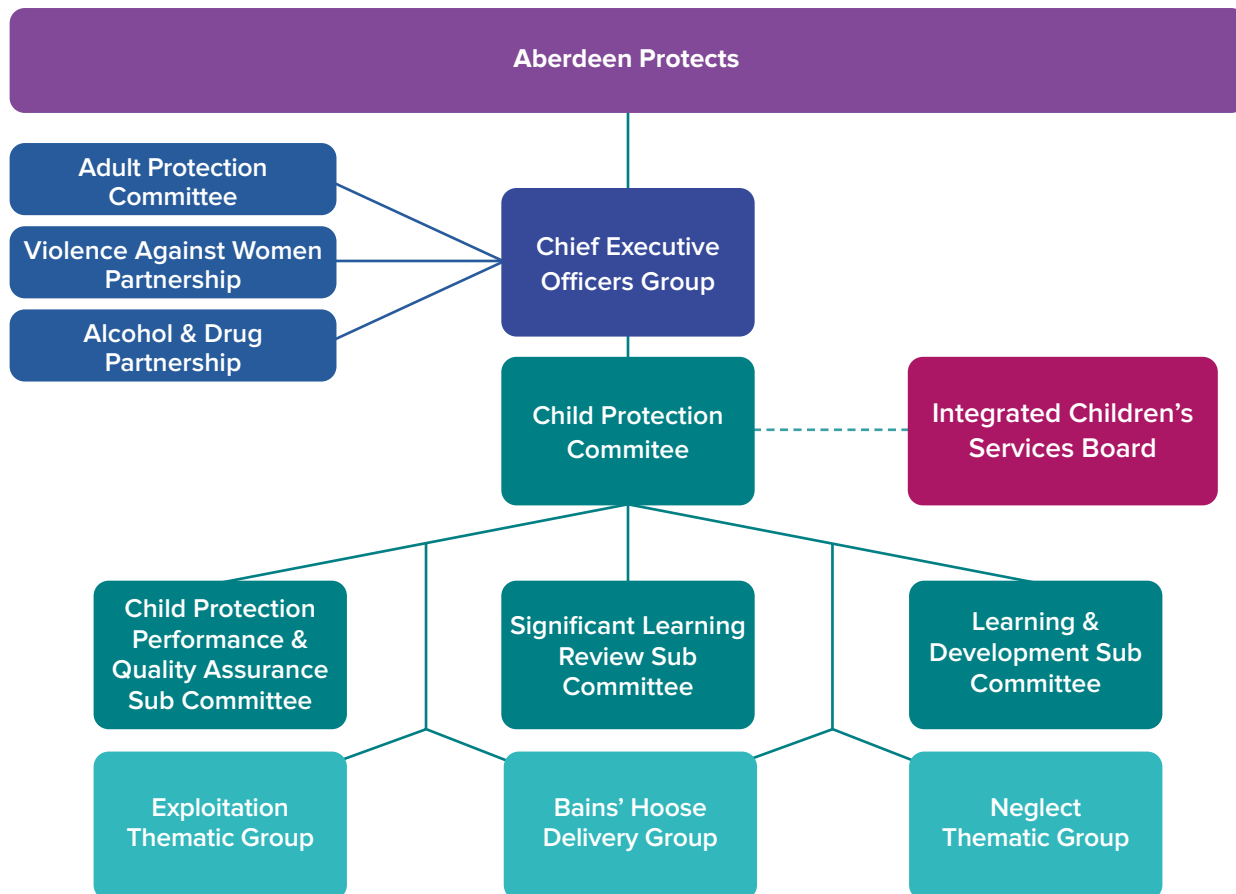 Aberdeen Protects
Adult Protection
Committee
Violence Against Women
Partnership
Alcohol & Drug
Partnership
Chief Executive
Officers Group
Child Protection
Commitee
Integrated Children’s
Services Board
Child Protection
Performance &
Quality Assurance
Sub Committee
Significant Learning
Review Sub
Committee
Learning &
Development Sub
Committee
Exploitation
Thematic Group
Bains’ Hoose
Delivery Group
Neglect
Thematic Group